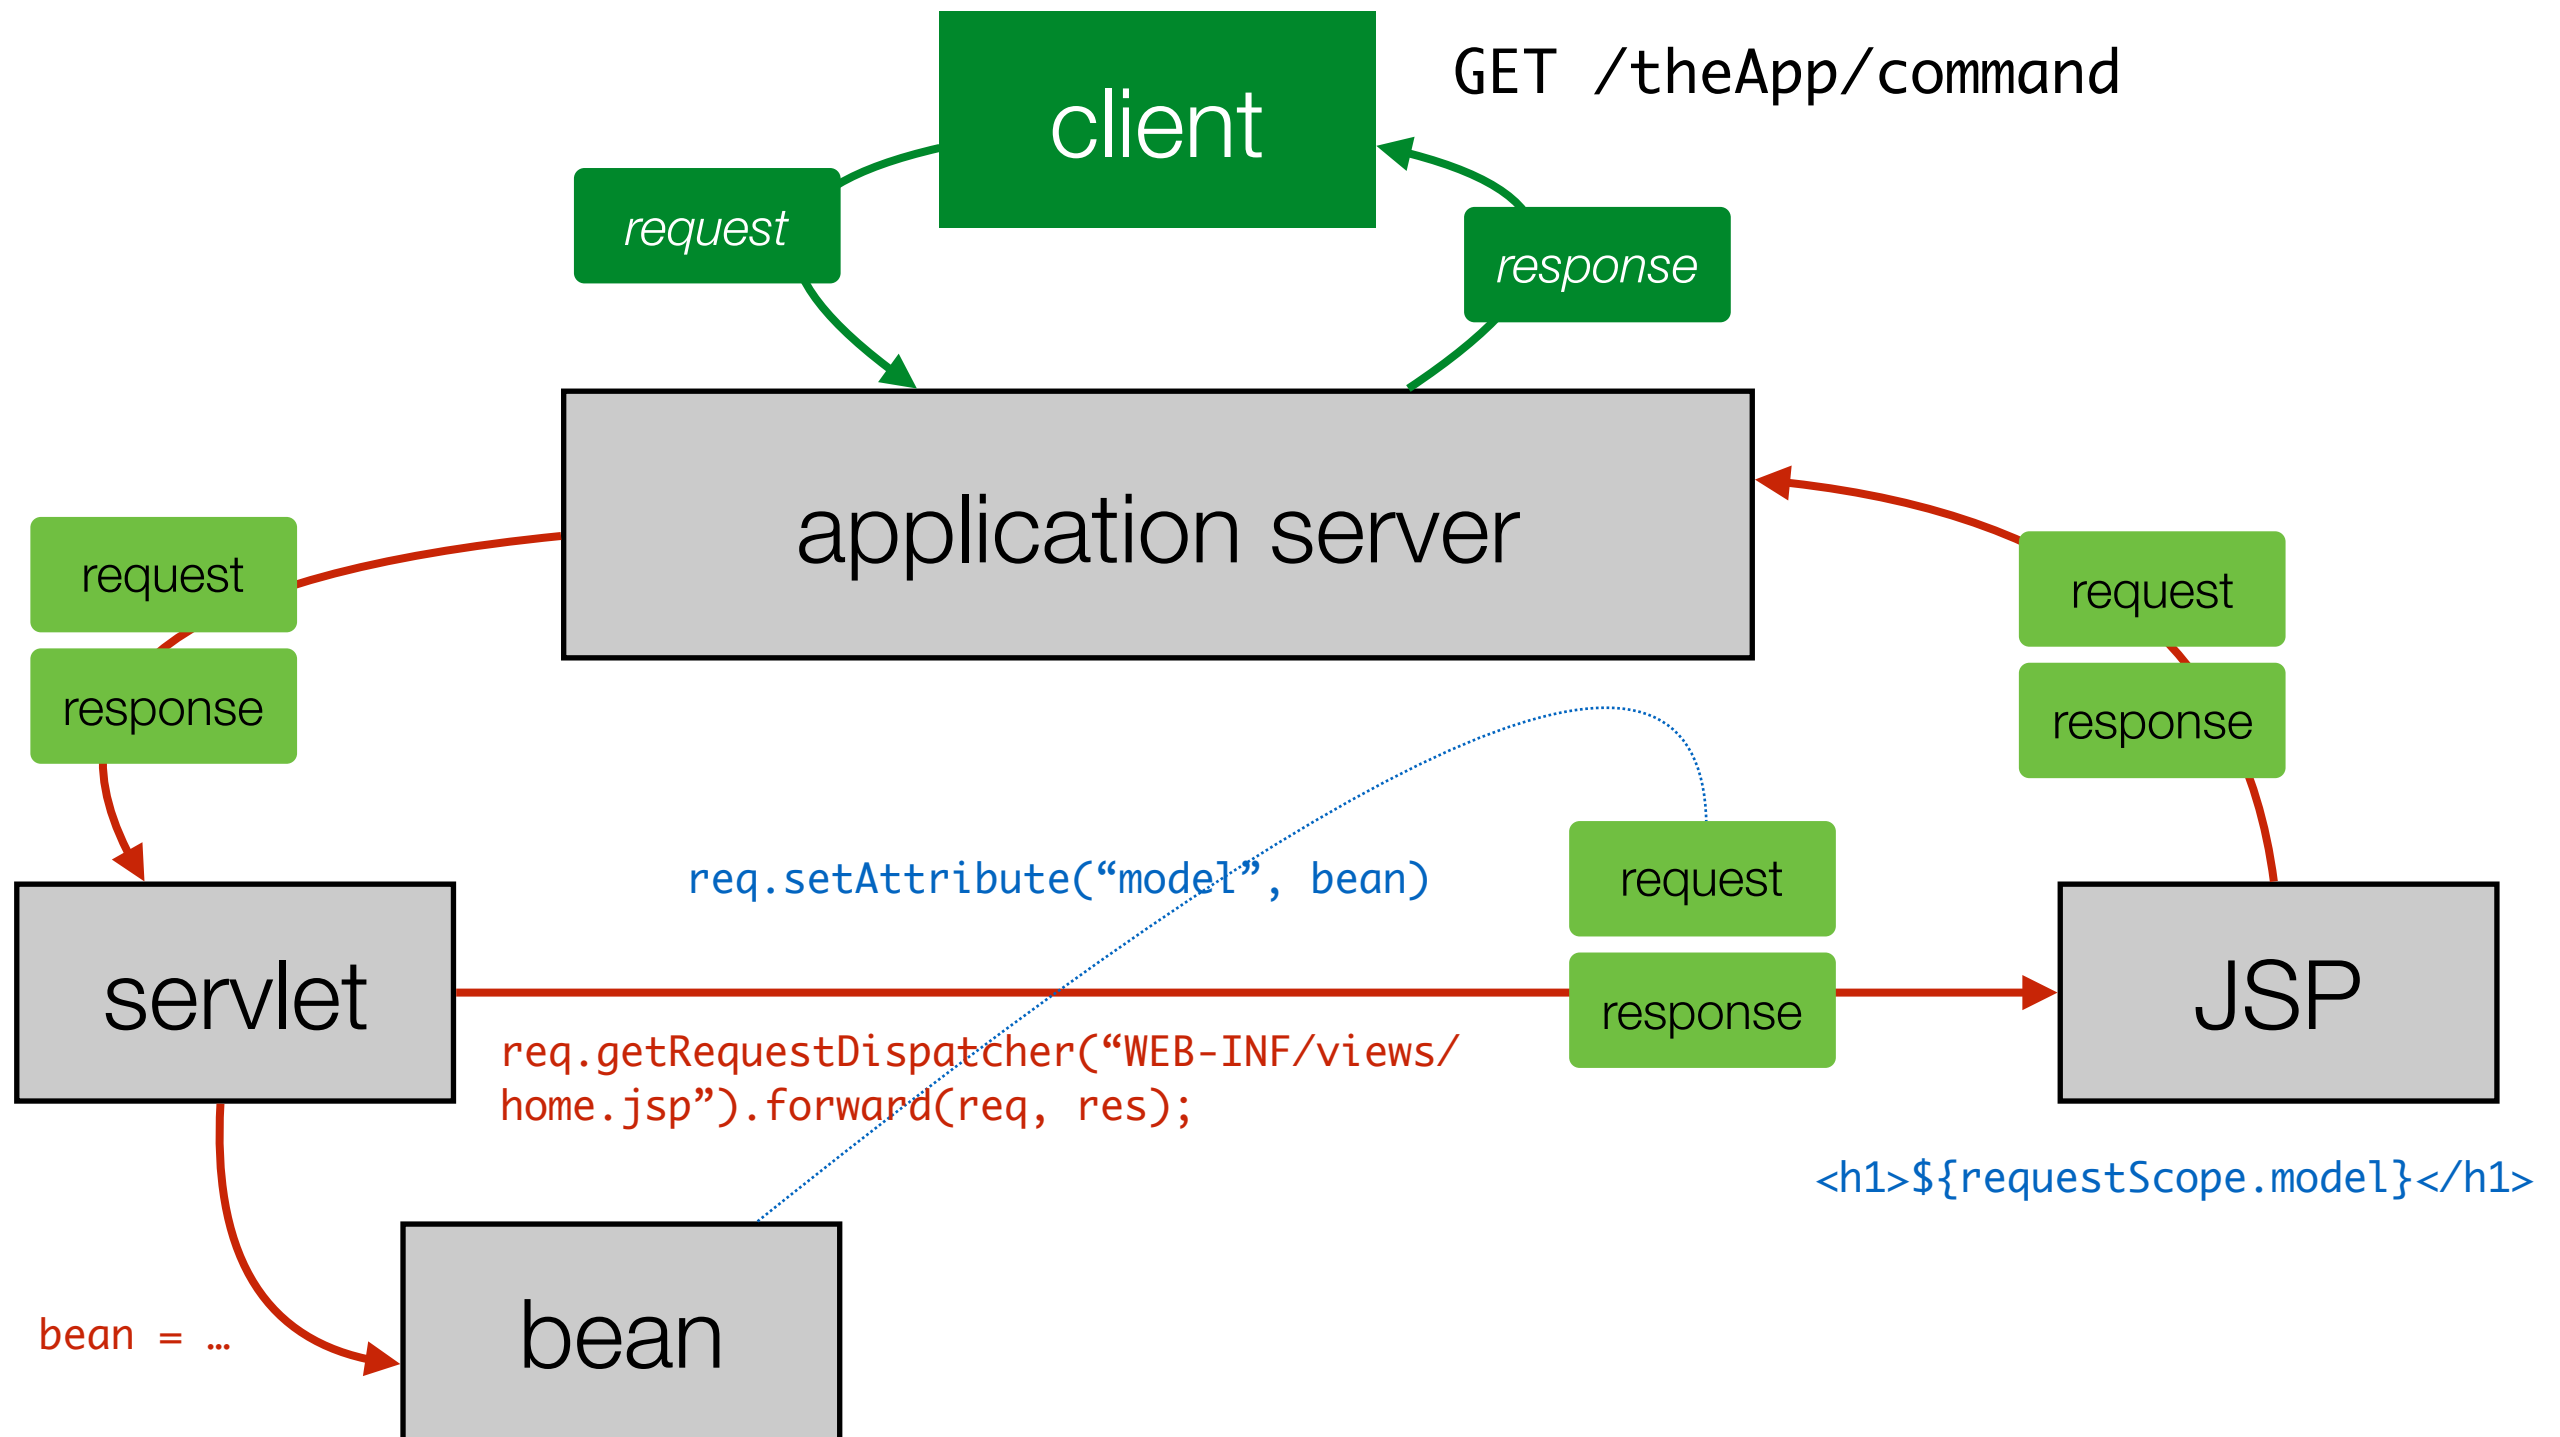 client
GET /theApp/command
request
response
application server
request
response
request
response
req.setAttribute(“model”, bean)
request
response
servlet
JSP
req.getRequestDispatcher(“WEB-INF/views/
home.jsp”).forward(req, res);
<h1>${requestScope.model}</h1>
bean = …
bean